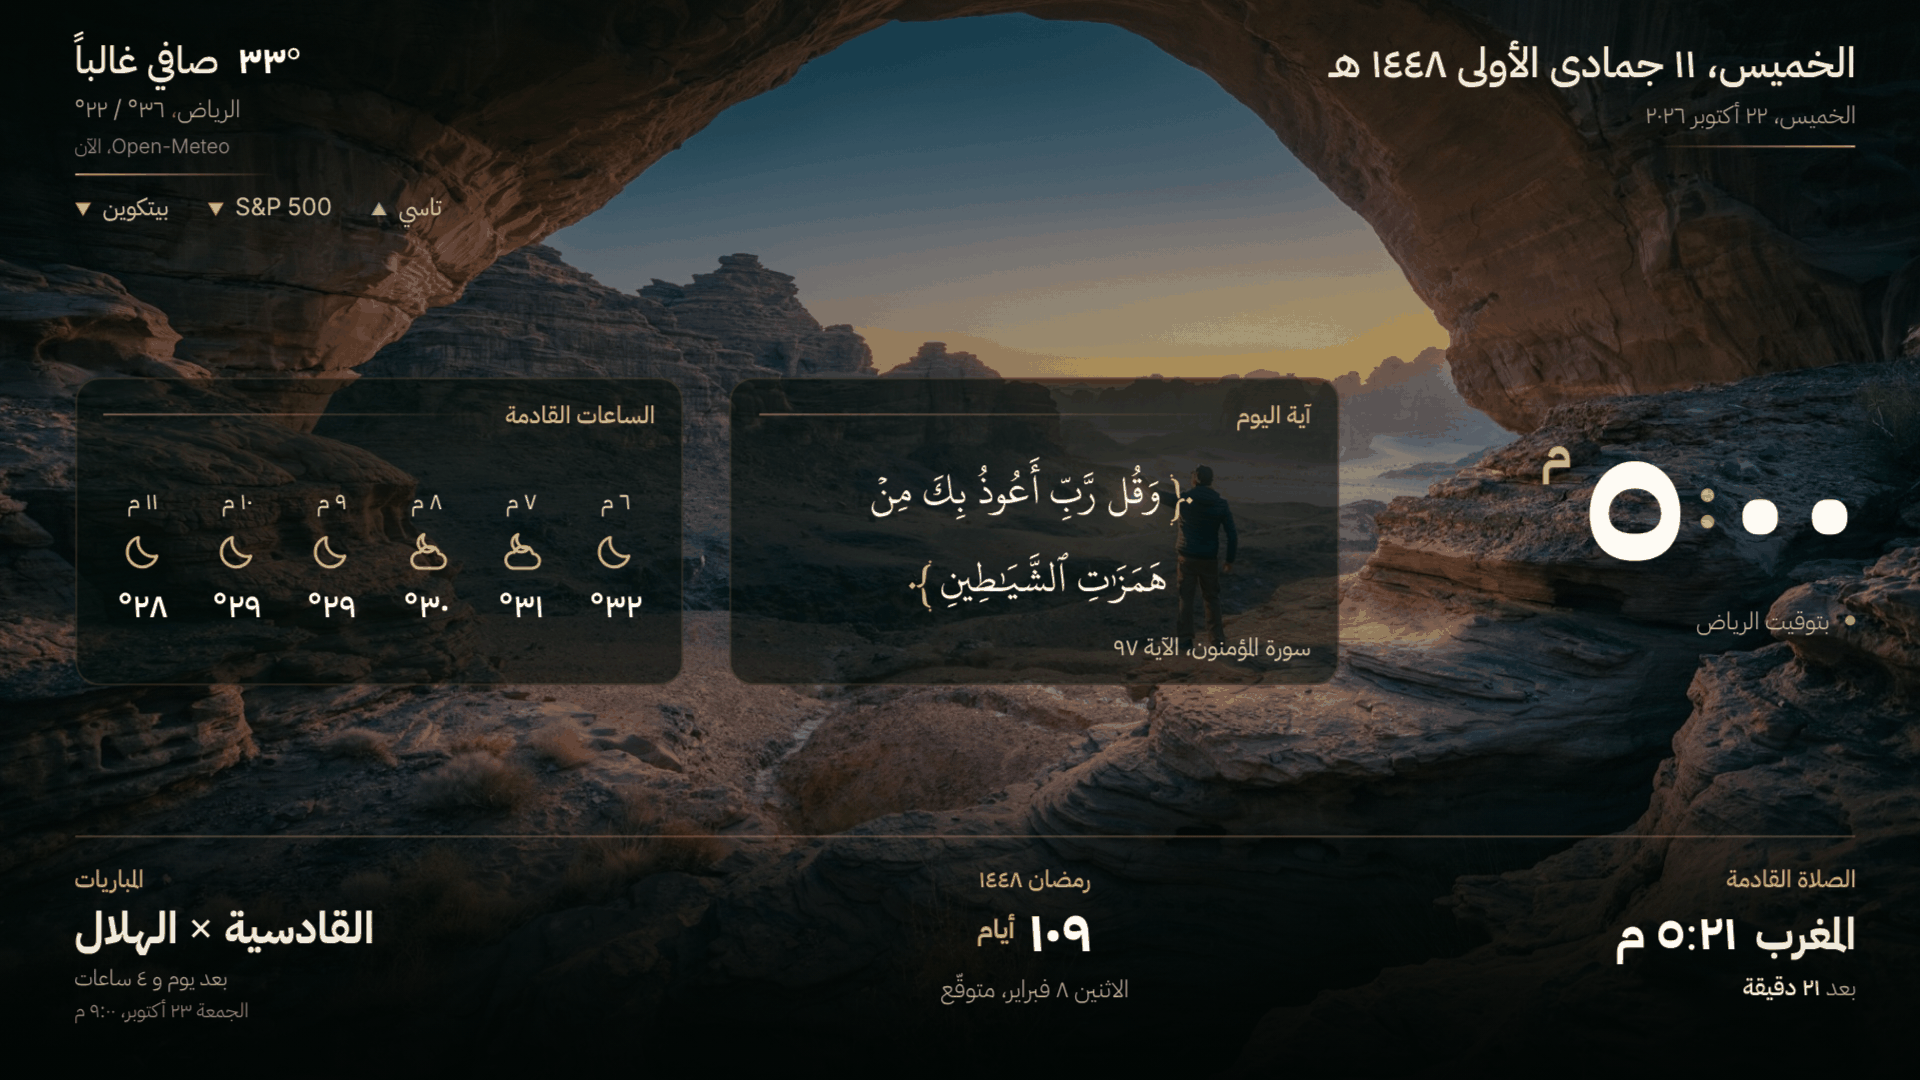 الخميس، ١١ جمادى الأولى ١٤٤٨ هـ
الخميس، ٢٢ أكتوبر ٢٠٢٦
٣٣° صافي غالباً
الرياض، ٣٦° / ٢٢°
Open-Meteo، الآن
تاسي ▲ S&P 500 ▼ بيتكوين ▼
٥:٠٠ م
بتوقيت الرياض
آية اليوم
﴿وَقُل رَّبِّ أَعُوذُ بِكَ مِنْ
هَمَزَٰتِ ٱلشَّيَٰطِينِ﴾
سورة المؤمنون، الآية ٩٧
الساعات القادمة
٦ م ٧ م ٨ م ٩ م ١٠ م ١١ م
٣٢° ٣١° ٣٠° ٢٩° ٢٩° ٢٨°
الصلاة القادمة
المغرب ٥:٢١ م
بعد ٢١ دقيقة
رمضان ١٤٤٨
١٠٩ أيام
الاثنين ٨ فبراير، متوقّع
المباريات
القادسية × الهلال
بعد يوم و ٤ ساعات
الجمعة ٢٣ أكتوبر، ٩:٠٠ م